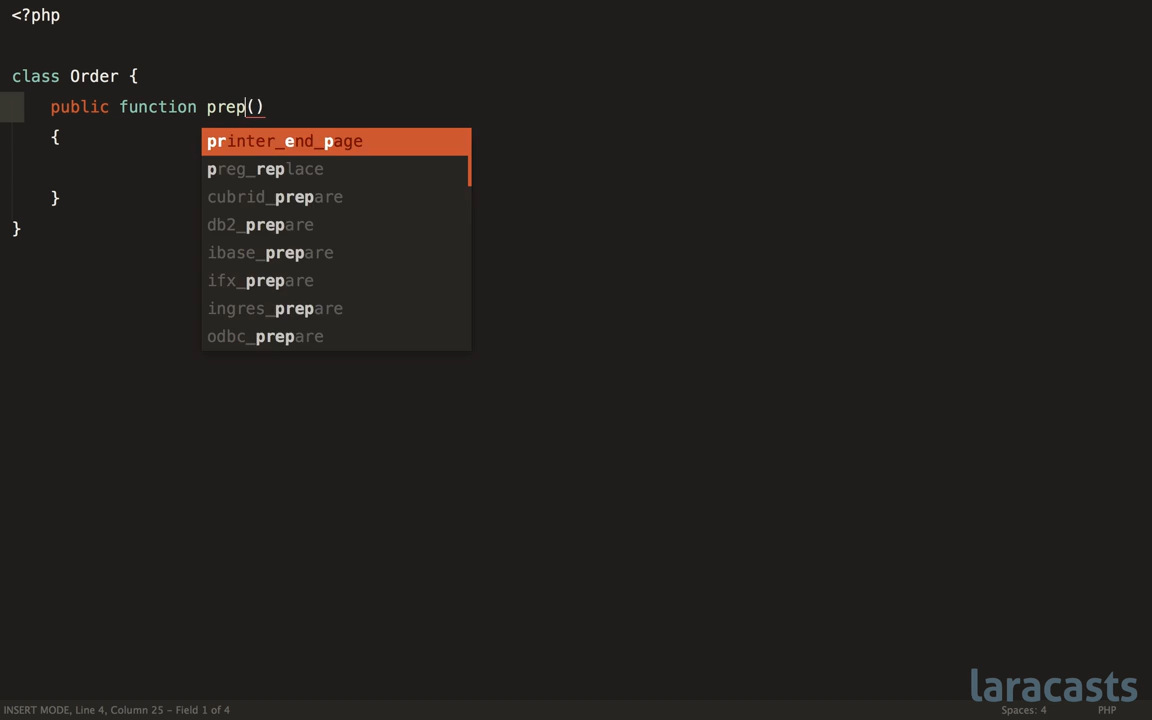 <?php
class Order {
public function prep()
{
printer_end_page
preg_replace
cubrid_prepare
}
db2_prepare
}
ibase_prepare
ifx_prepare
ingres_prepare
odbc_prepare
laracasts
INSERT MODE, Line 4, Column 25 – Field 1 of 4
Spaces: 4
PHP